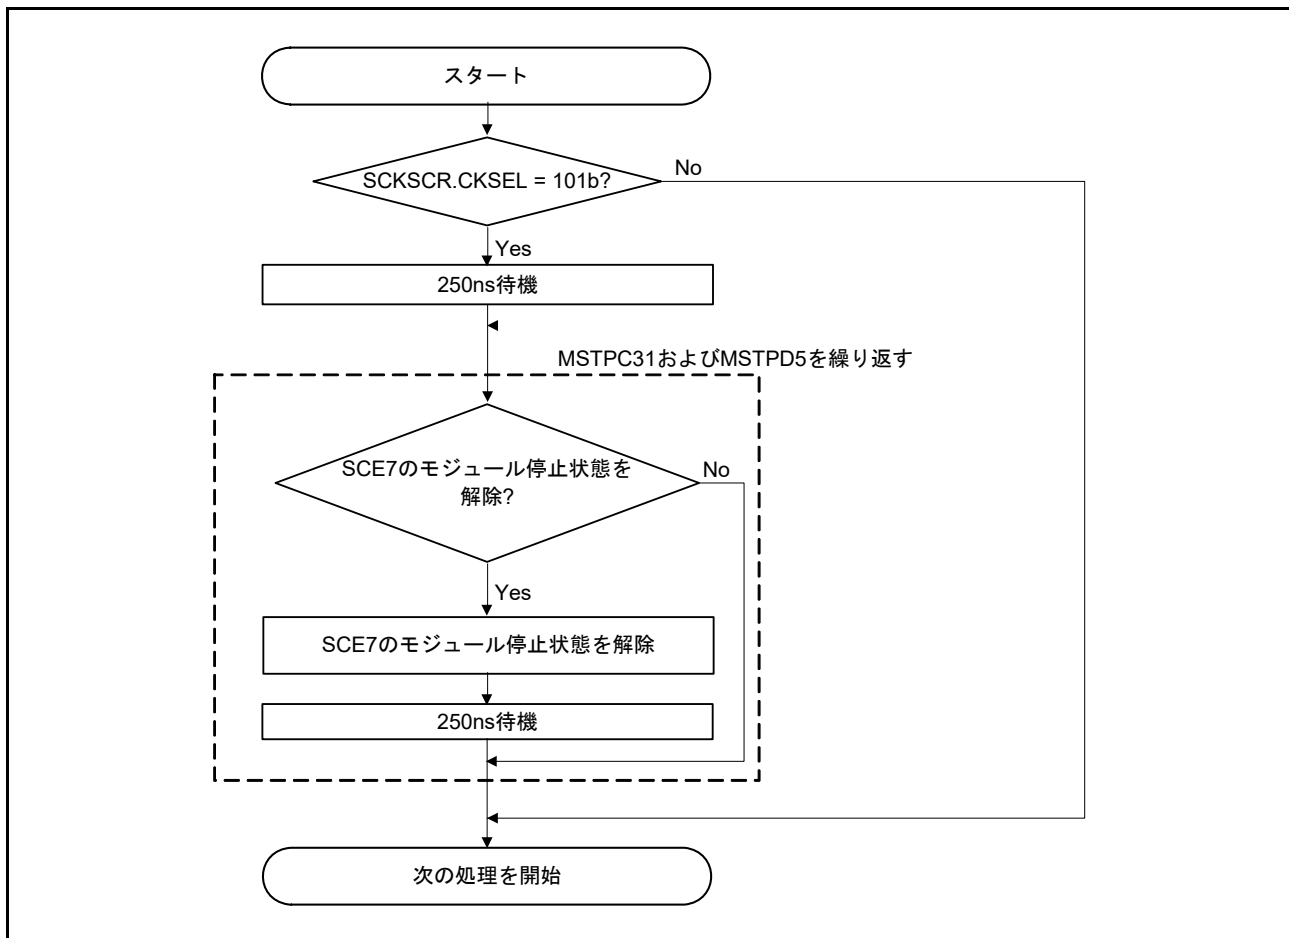 スタート
SCKSCR.CKSEL = 101b?
No
Yes
250ns待機
MSTPC31およびMSTPD5を繰り返す
SCE7のモジュール停止状態を
解除?
No
Yes
SCE7のモジュール停止状態を解除
250ns待機
次の処理を開始